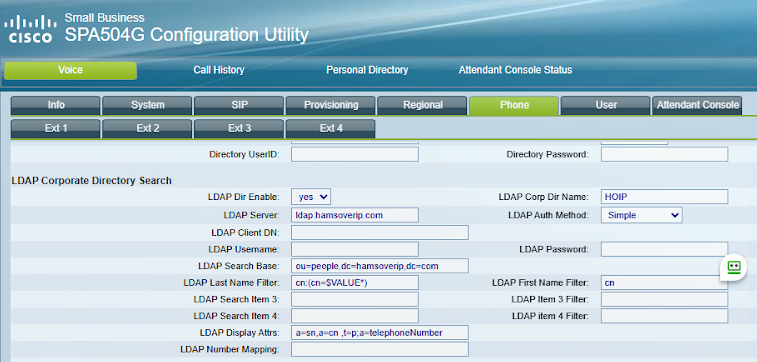 Small Business
CISCO SPA504G Configuration Utility
Voice Call History Personal Directory Attendant Console Status
Info System SIP Provisioning Regional Phone User Attendant Console
Ext 1 Ext 2 Ext 3 Ext 4
Directory UserID: Directory Password:
LDAP Corporate Directory Search
LDAP Dir Enable: yes LDAP Corp Dir Name: HOIP
LDAP Server: ldap.hamsoverip.com LDAP Auth Method: Simple
LDAP Client DN:
LDAP Username: LDAP Password:
LDAP Search Base: ou=people,dc=hamsoverip,dc=com
LDAP Last Name Filter: cn:(cn=$VALUE*) LDAP First Name Filter: cn
LDAP Search Item 3: LDAP Item 3 Filter:
LDAP Search Item 4: LDAP item 4 Filter:
LDAP Display Attrs: a=sn,a=cn ,t=p;a=telephoneNumber
LDAP Number Mapping: